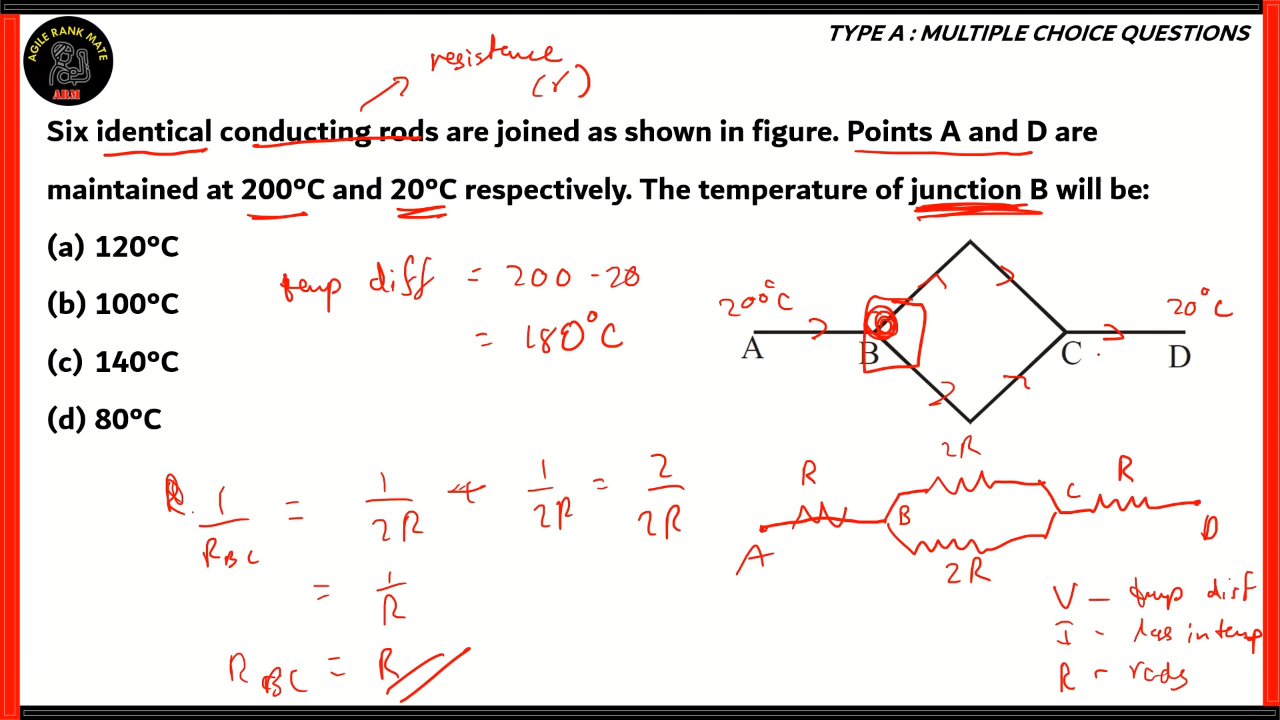 AGILE RANK MATE
ARM
TYPE A : MULTIPLE CHOICE QUESTIONS
resistance
(r)
Six identical conducting rods are joined as shown in figure. Points A and D are
maintained at 200°C and 20°C respectively. The temperature of junction B will be:
(a) 120°C
(b) 100°C
(c) 140°C
(d) 80°C
temp diff = 200 - 20
= 180°C
200°C
20°C
A
B
C
D
1/R_BC = 1/2R + 1/2R = 2/2R
= 1/R
R_BC = R
2R
R
R
B
C
A
D
2R
V – temp diff
I - loss in temp
R - rods